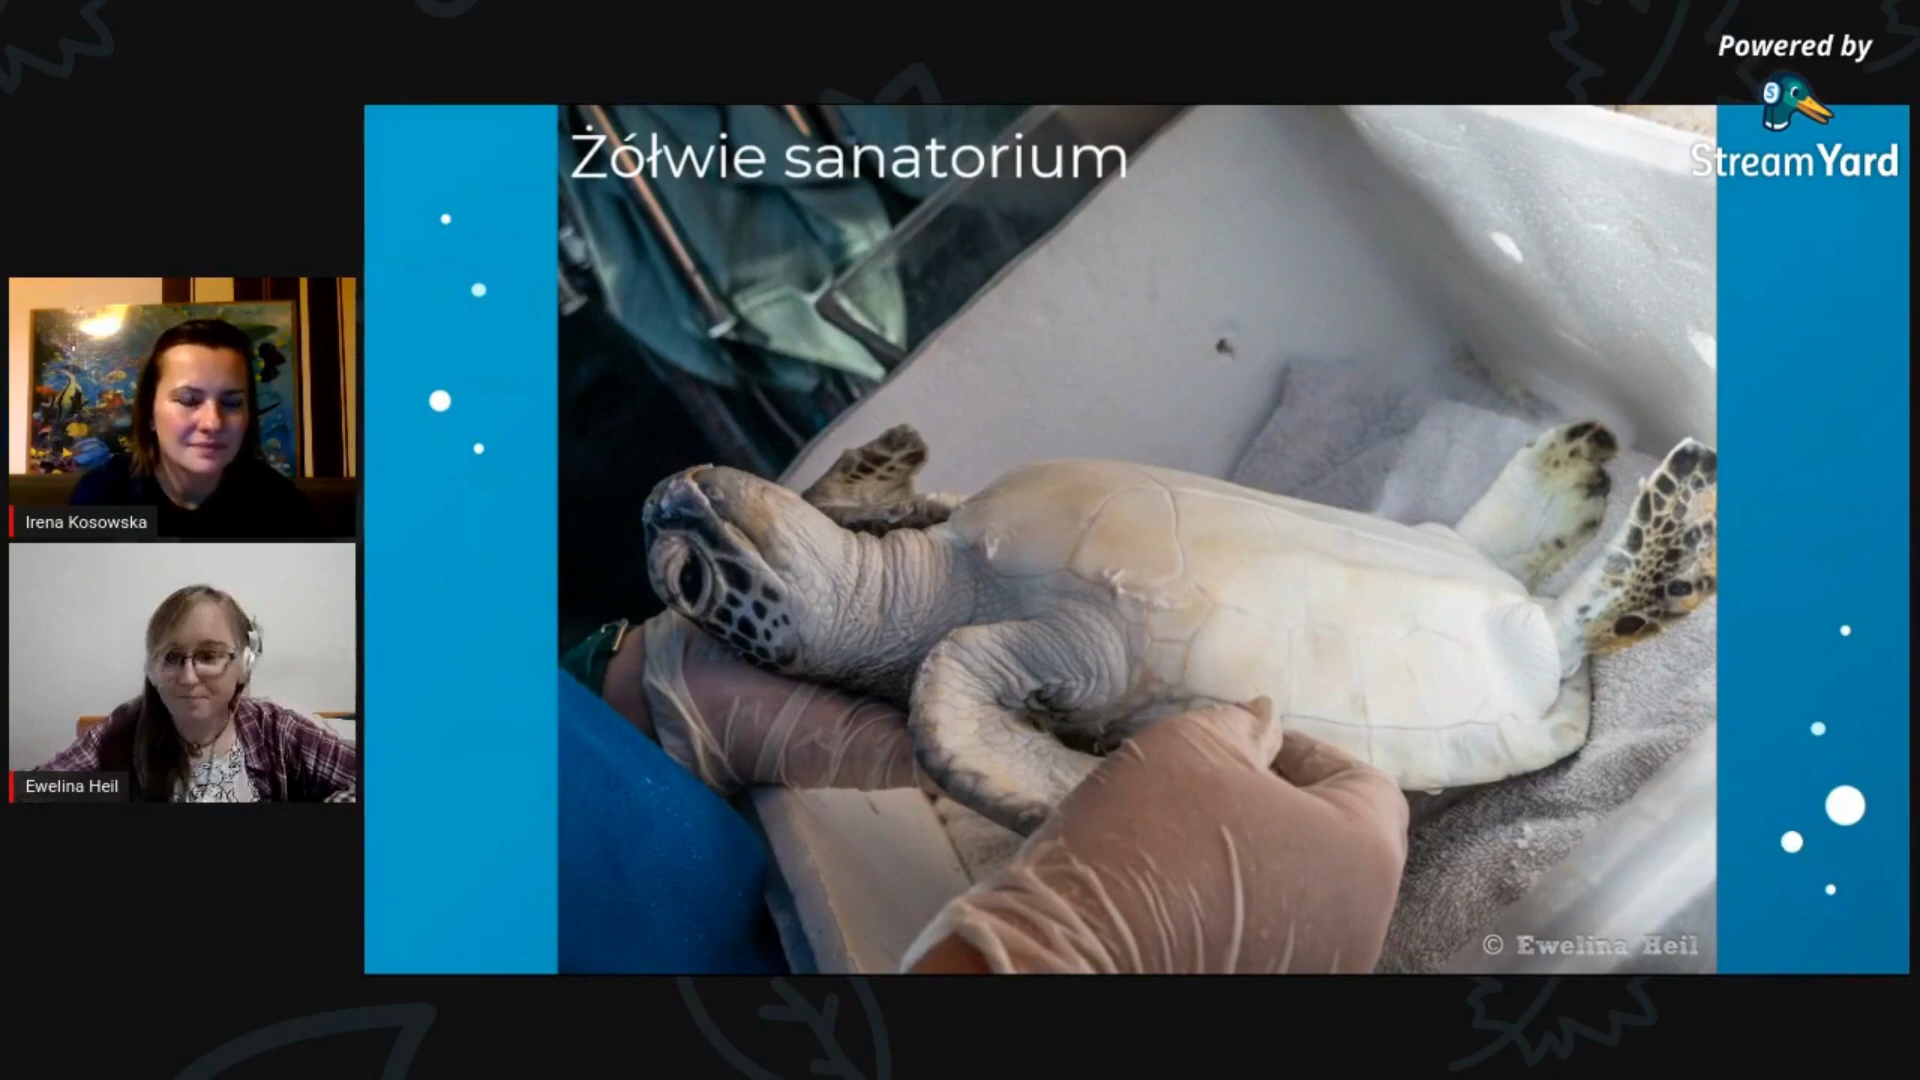 Powered by
StreamYard
Żółwie sanatorium
Irena Kosowska
Ewelina Heil
© Ewelina Heil